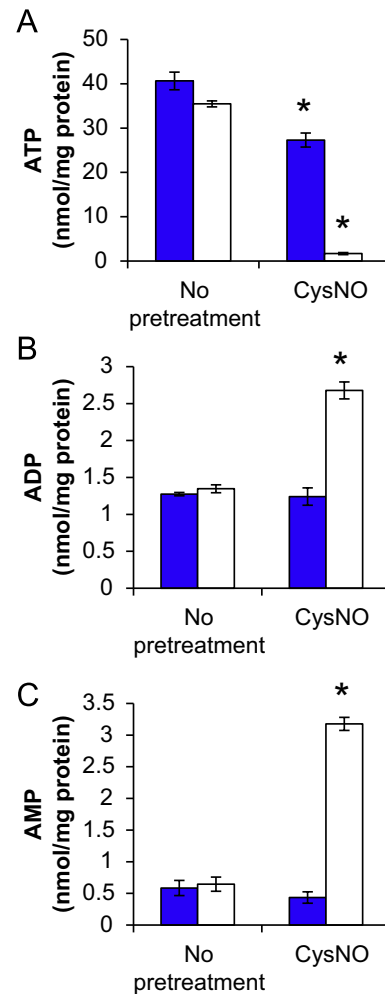 A
ATP
(nmol/mg protein)
50
40
30
20
10
0
*
*
No
pretreatment
CysNO
B
ADP
(nmol/mg protein)
3
2.5
2
1.5
1
0.5
0
*
No
pretreatment
CysNO
C
AMP
(nmol/mg protein)
3.5
3
2.5
2
1.5
1
0.5
0
*
No
pretreatment
CysNO